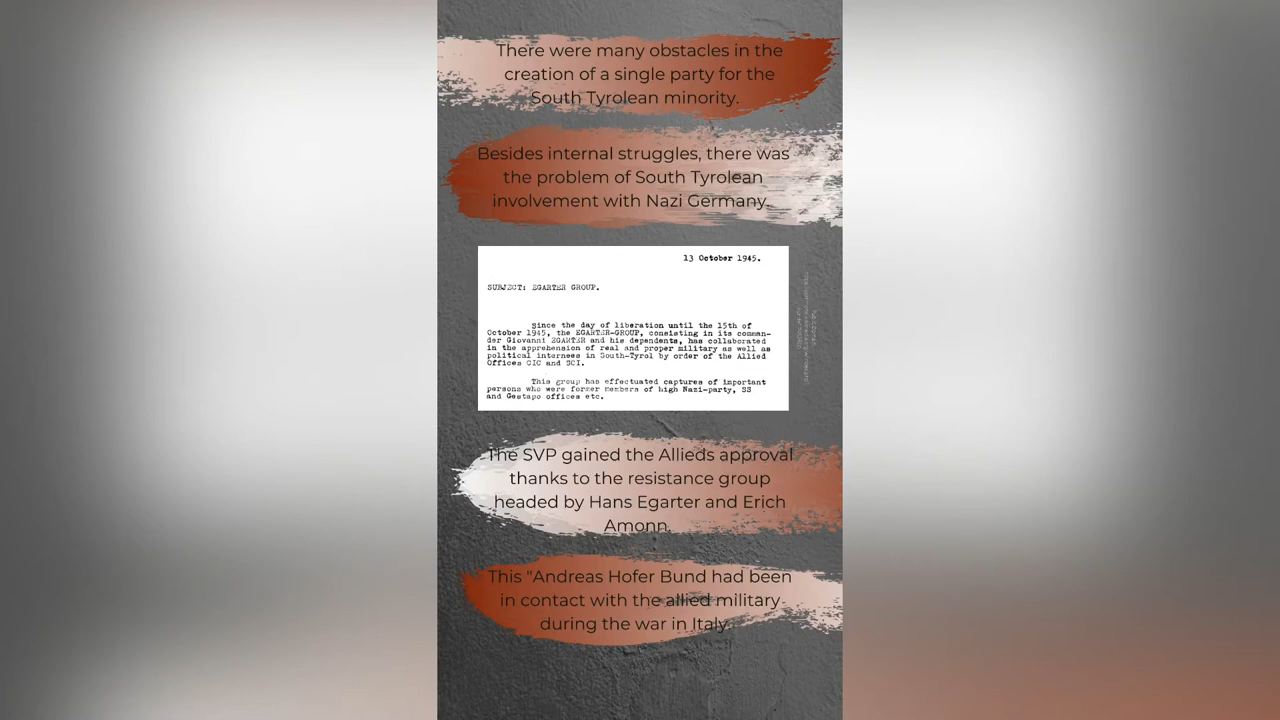 There were many obstacles in the
creation of a single party for the
South Tyrolean minority.
Besides internal struggles, there was
the problem of South Tyrolean
involvement with Nazi Germany.
13 October 1945.
SUBJECT: EGARTER GROUP.
Since the day of liberation until the 15th of
October 1945, the EGARTER-GROUP, consisting in its comman-
der Giovanni EGARTER and his dependents, has collaborated
in the apprehension of real and proper military as well as
political internees in South-Tyrol by order of the Allied
Offices CIC and SCI.
This group has effectuated captures of important
persons who were former members of high Nazi-party, SS
and Gestapo offices etc.
The SVP gained the Allieds approval
thanks to the resistance group
headed by Hans Egarter and Erich
Amonn.
This "Andreas Hofer Bund had been
in contact with the allied military
during the war in Italy.